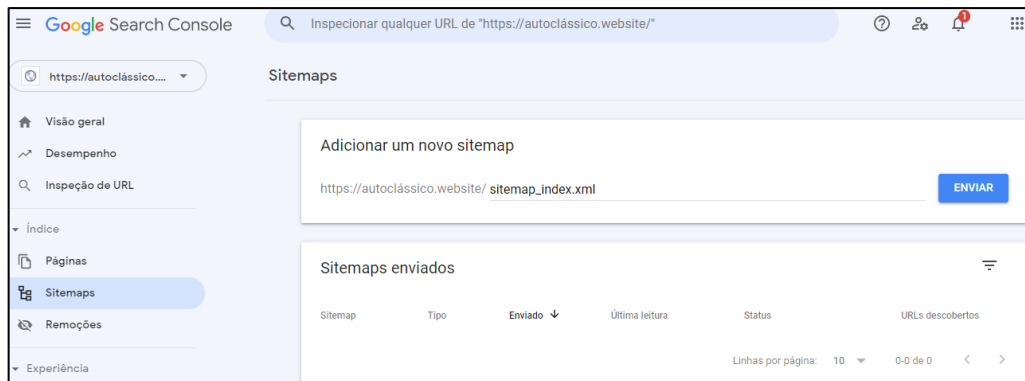 Google Search Console
Inspecionar qualquer URL de "https://autoclássico.website/"
1
https://autoclássico....
Sitemaps
Visão geral
Desempenho
Inspeção de URL
Índice
Páginas
Sitemaps
Remoções
Experiência
Adicionar um novo sitemap
https://autoclássico.website/ sitemap_index.xml
ENVIAR
Sitemaps enviados
Sitemap Tipo Enviado Última leitura Status URLs descobertos
Linhas por página: 10 0-0 de 0